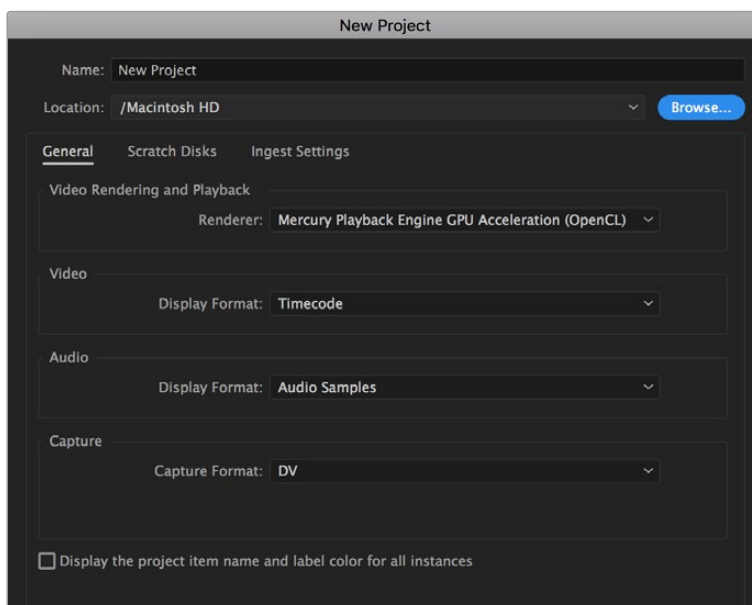 New Project
Name: New Project
Location: /Macintosh HD Browse...
General Scratch Disks Ingest Settings
Video Rendering and Playback
Renderer: Mercury Playback Engine GPU Acceleration (OpenCL)
Video
Display Format: Timecode
Audio
Display Format: Audio Samples
Capture
Capture Format: DV
Display the project item name and label color for all instances